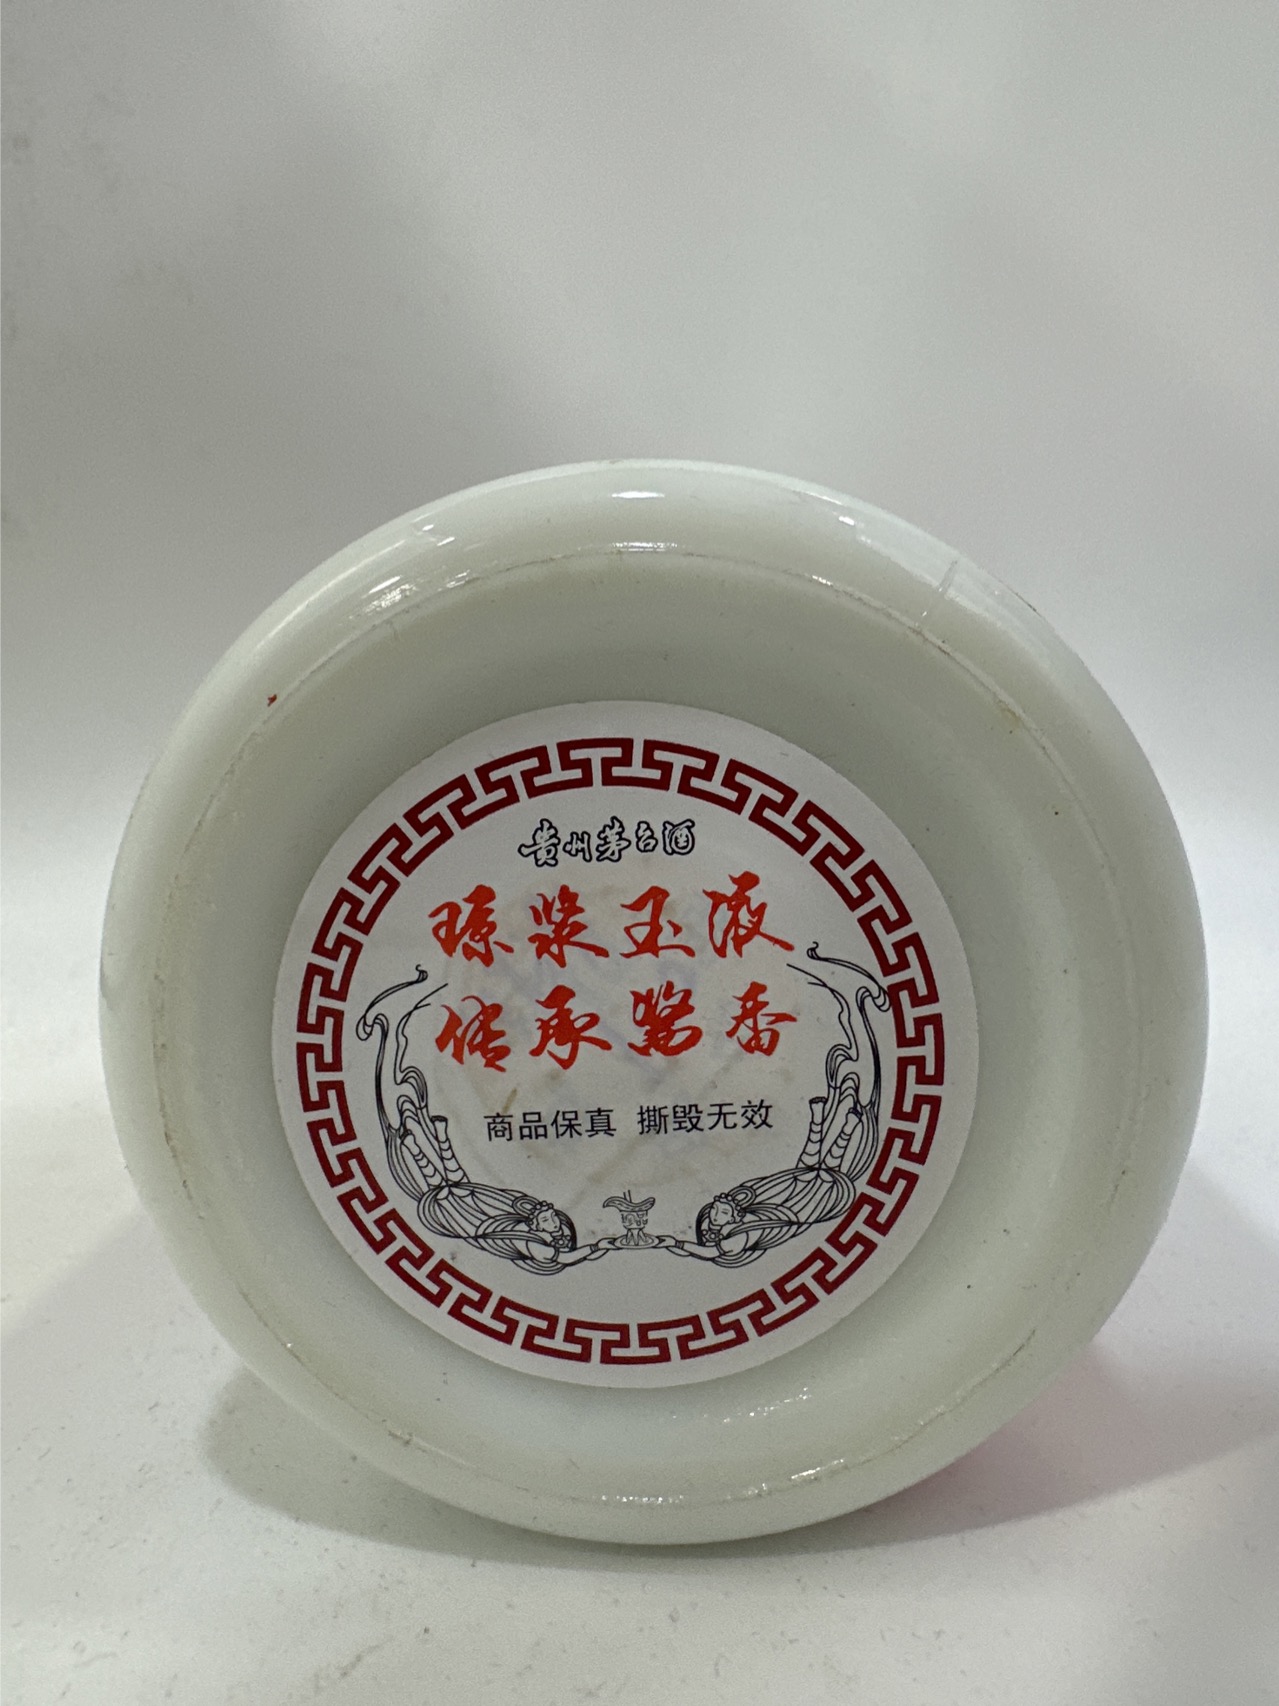 贵州茅台酒
琼浆玉液
传承酱香
商品保真 撕毁无效